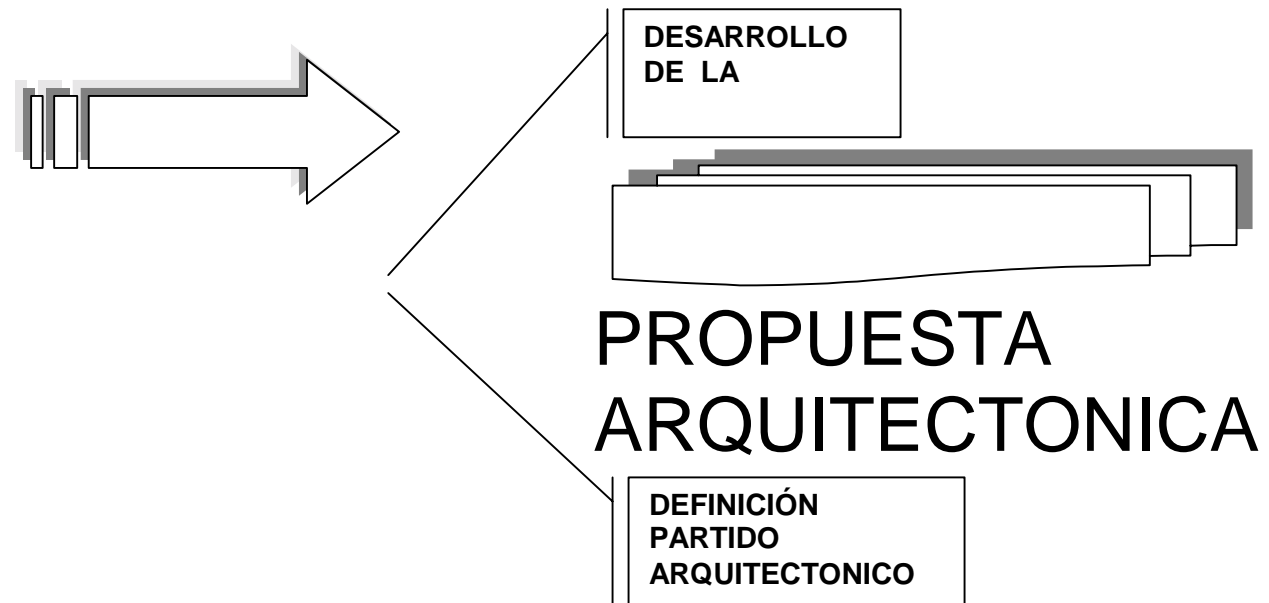 DESARROLLO
DE LA
PROPUESTA
ARQUITECTONICA
DEFINICIÓN
PARTIDO
ARQUITECTONICO